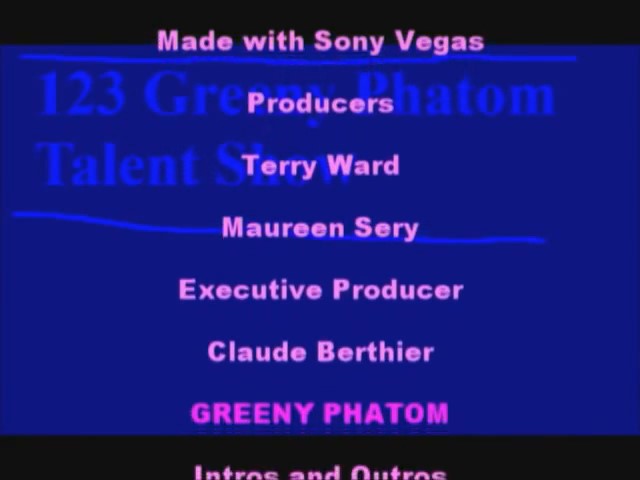 Made with Sony Vegas
123 Greeny Phatom
Producers
Talent Show
Terry Ward
Maureen Sery
Executive Producer
Claude Berthier
GREENY PHATOM
Intros and Outros